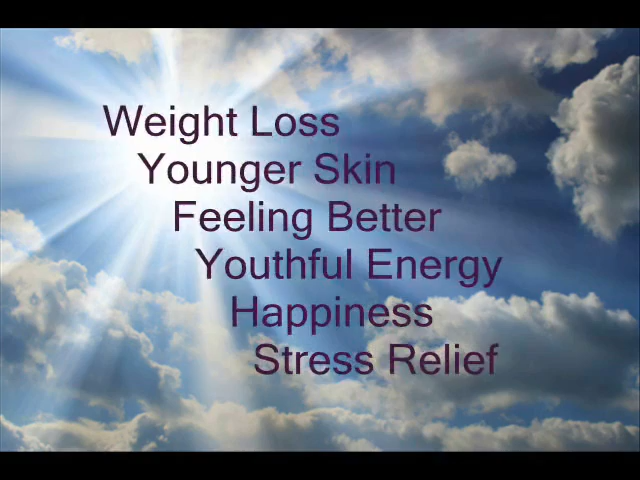 Weight Loss
Younger Skin
Feeling Better
Youthful Energy
Happiness
Stress Relief